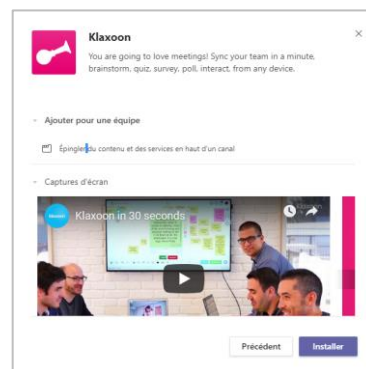 Klaxoon
You are going to love meetings! Sync your team in a minute,
brainstorm, quiz, survey, poll, interact, from any device.
Ajouter pour une équipe
Épingler du contenu et des services en haut d'un canal
Captures d'écran
Klaxoon in 30 seconds
Précédent
Installer